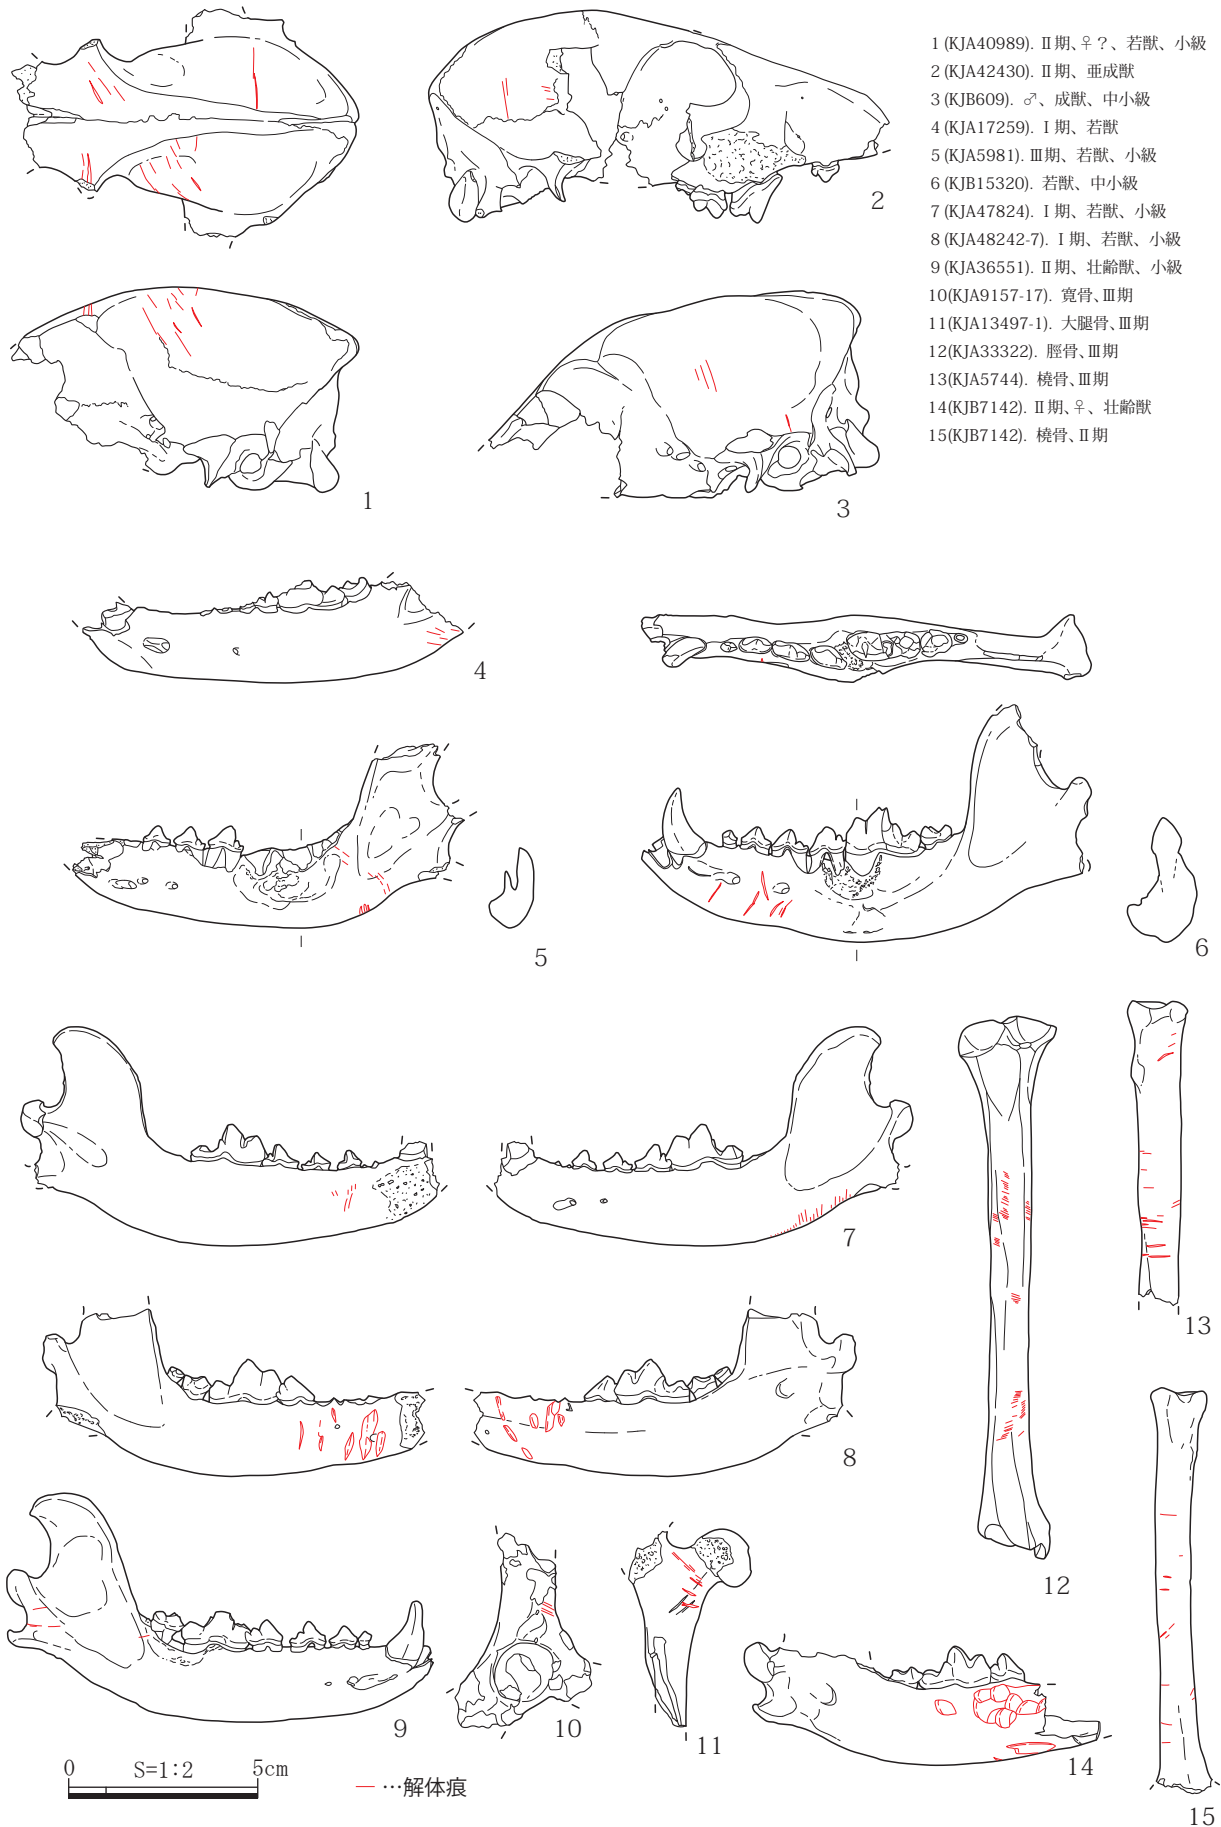 1 (KJA40989). Ⅱ期、♀？、若獣、小級
2 (KJA42430). Ⅱ期、亜成獣
3 (KJB609). ♂、成獣、中小級
4 (KJA17259). Ⅰ期、若獣
5 (KJA5981). Ⅲ期、若獣、小級
6 (KJB15320). 若獣、中小級
7 (KJA47824). Ⅰ期、若獣、小級
8 (KJA48242-7). Ⅰ期、若獣、小級
9 (KJA36551). Ⅱ期、壮齢獣、小級
10(KJA9157-17). 寛骨、Ⅲ期
11(KJA13497-1). 大腿骨、Ⅲ期
12(KJA33322). 脛骨、Ⅲ期
13(KJA5744). 橈骨、Ⅲ期
14(KJB7142). Ⅱ期、♀、壮齢獣
15(KJB7142). 橈骨、Ⅱ期
1
2
3
4
5
6
7
8
9
10
11
12
13
14
15
0 S=1:2 5cm
…解体痕